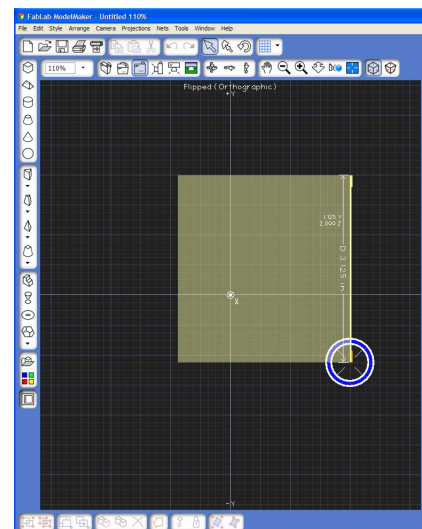 FabLab ModelMaker - Untitled 110%
File Edit Style Arrange Camera Projections Nets Tools Window Help
110%
Flipped (Orthographic)
+Y
1.125 Y
2.000 Z
D 3.125 in
Z
-Y